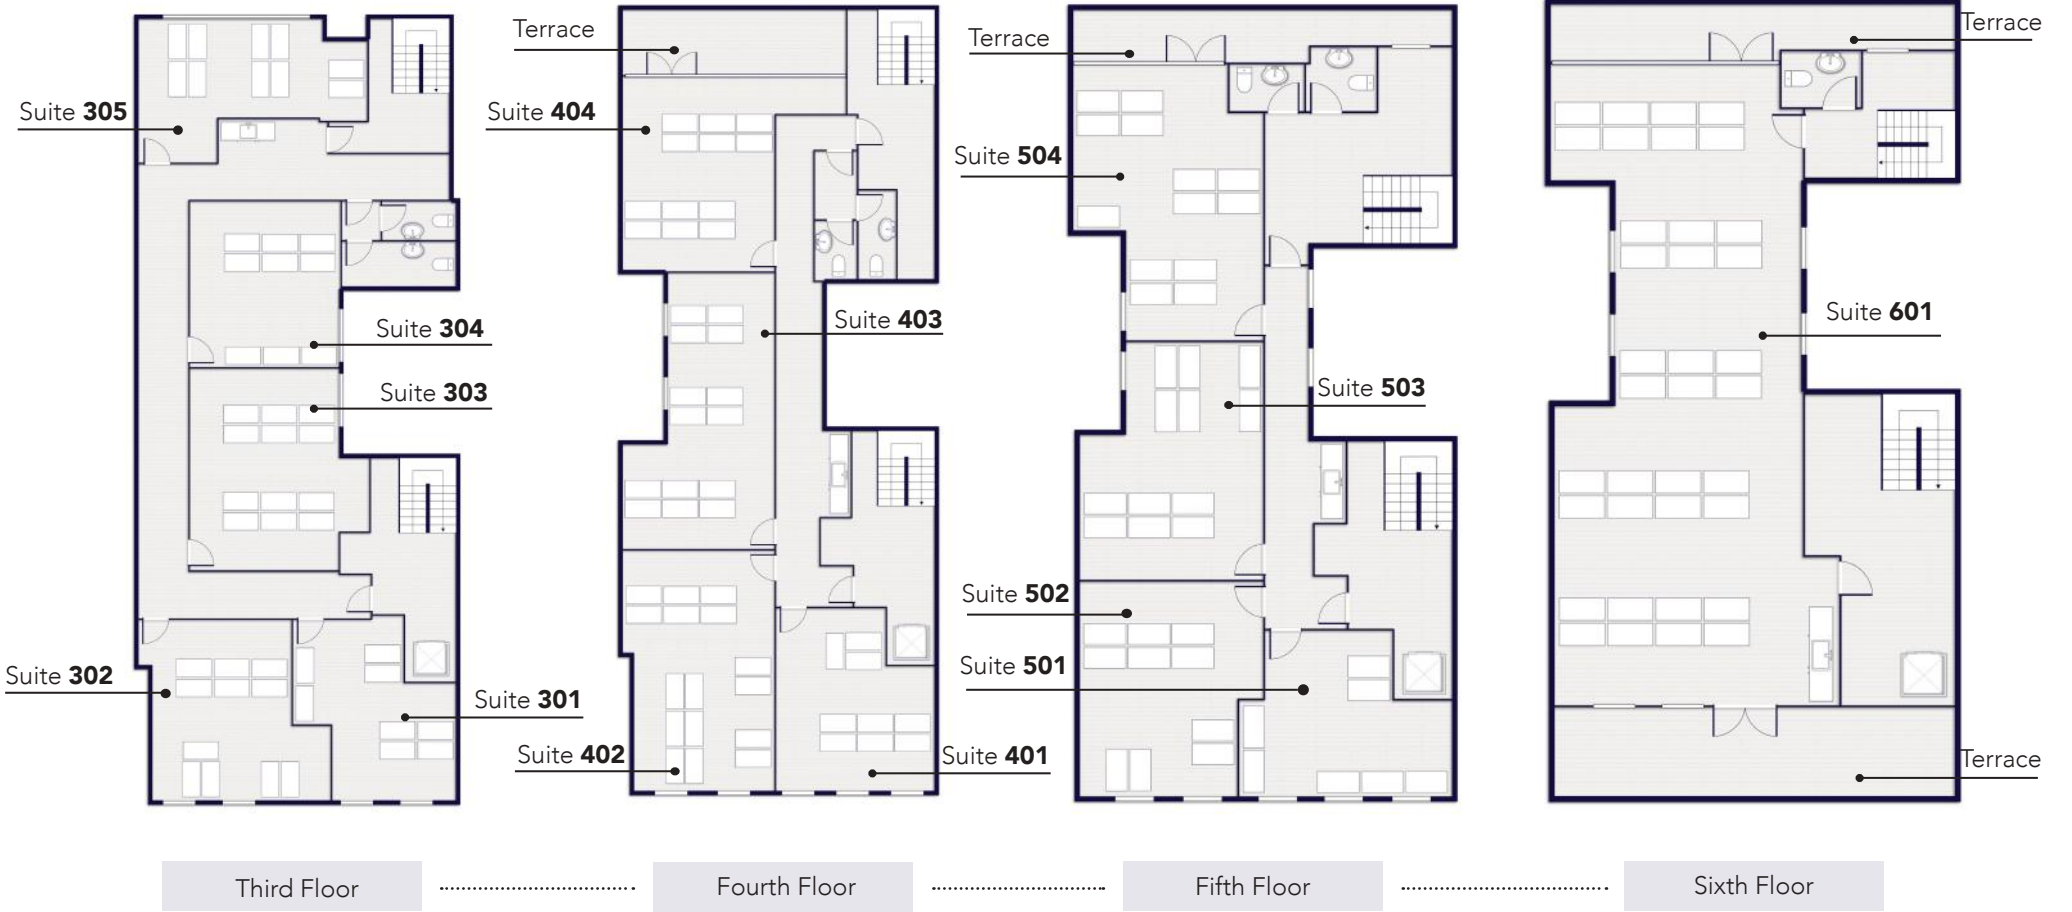 Suite 305
Suite 304
Suite 303
Suite 302
Suite 301
Terrace
Suite 404
Suite 403
Suite 402
Suite 401
Terrace
Suite 504
Suite 503
Suite 502
Suite 501
Terrace
Suite 601
Terrace
Third Floor
Fourth Floor
Fifth Floor
Sixth Floor